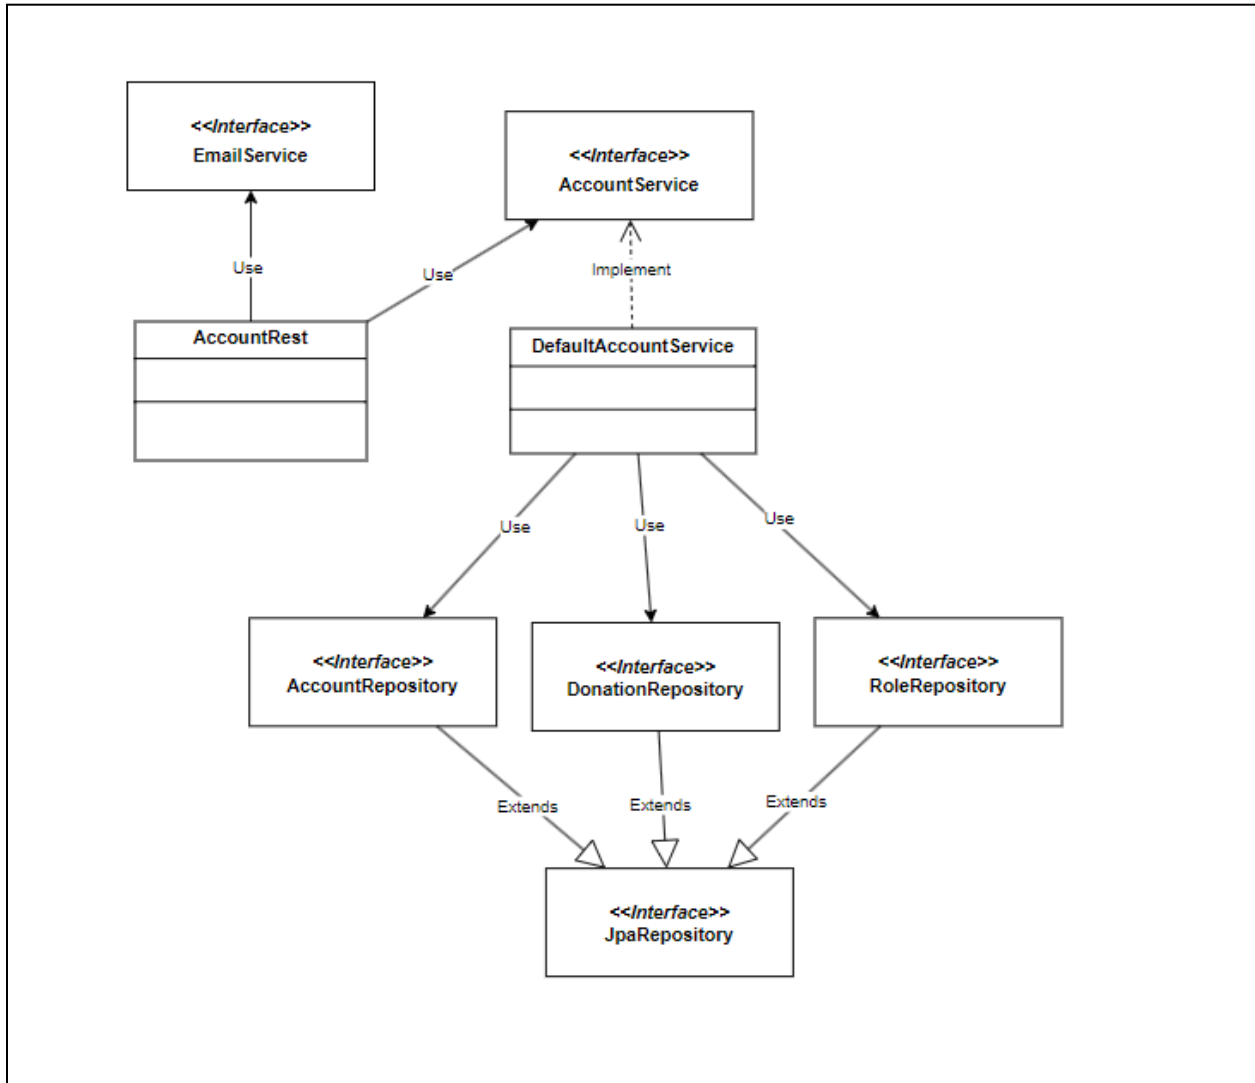 <<Interface>>
EmailService
<<Interface>>
AccountService
Use
Use
Implement
AccountRest
DefaultAccountService
Use
Use
Use
<<Interface>>
AccountRepository
<<Interface>>
DonationRepository
<<Interface>>
RoleRepository
Extends
Extends
Extends
<<Interface>>
JpaRepository